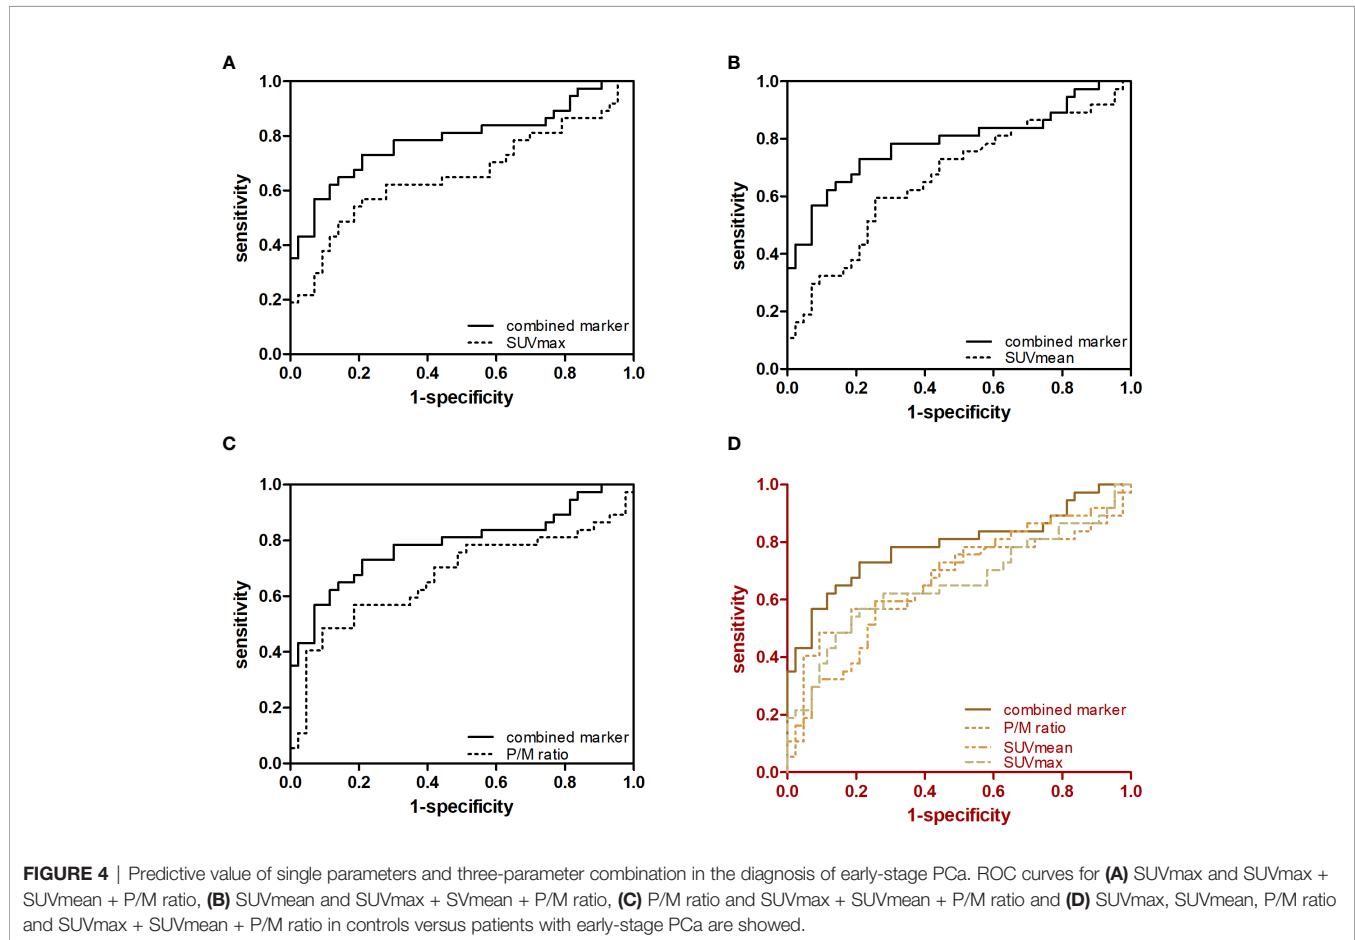 A
1.0
0.8
0.6
0.4
0.2
0.0
sensitivity
combined marker
SUVmax
0.0 0.2 0.4 0.6 0.8 1.0
1-specificity
B
1.0
0.8
0.6
0.4
0.2
0.0
sensitivity
combined marker
SUVmean
0.0 0.2 0.4 0.6 0.8 1.0
1-specificity
C
1.0
0.8
0.6
0.4
0.2
0.0
sensitivity
combined marker
P/M ratio
0.0 0.2 0.4 0.6 0.8 1.0
1-specificity
D
1.0
0.8
0.6
0.4
0.2
0.0
sensitivity
combined marker
P/M ratio
SUVmean
SUVmax
0.0 0.2 0.4 0.6 0.8 1.0
1-specificity
FIGURE 4 | Predictive value of single parameters and three-parameter combination in the diagnosis of early-stage PCa. ROC curves for (A) SUVmax and SUVmax +
SUVmean + P/M ratio, (B) SUVmean and SUVmax + SVmean + P/M ratio, (C) P/M ratio and SUVmax + SUVmean + P/M ratio and (D) SUVmax, SUVmean, P/M ratio
and SUVmax + SUVmean + P/M ratio in controls versus patients with early-stage PCa are showed.